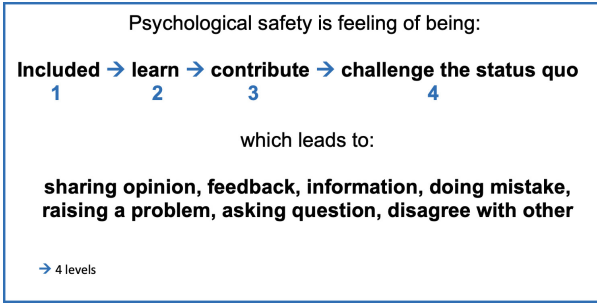 Psychological safety is feeling of being:
Included → learn → contribute → challenge the status quo
1 2 3 4
which leads to:
sharing opinion, feedback, information, doing mistake,
raising a problem, asking question, disagree with other
→ 4 levels